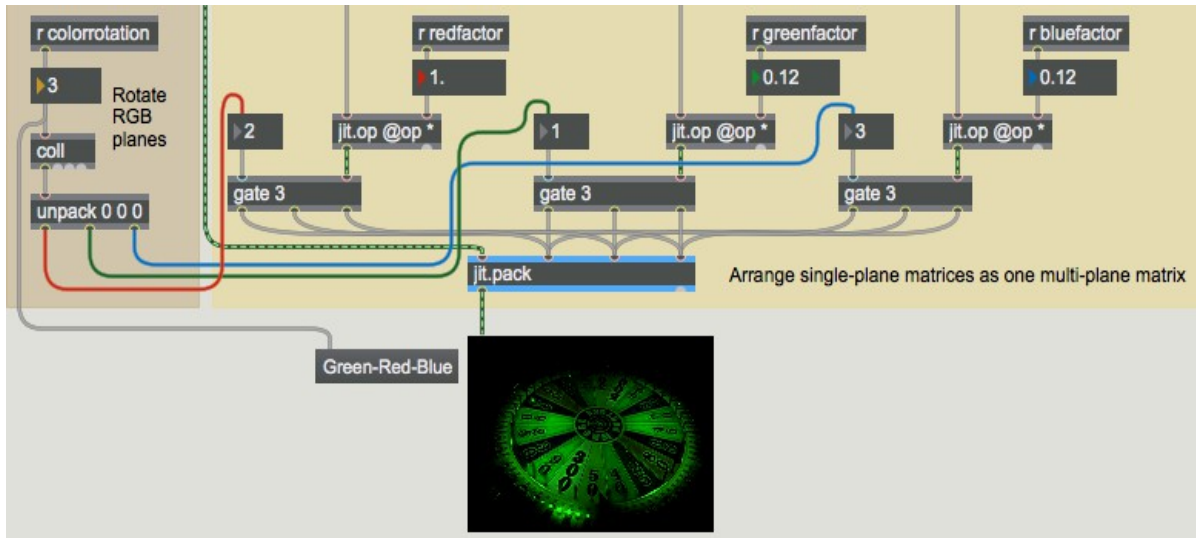 r colorrotation
r redfactor
r greenfactor
r bluefactor
3
1.
0.12
0.12
Rotate
RGB
planes
2
jit.op @op *
1
jit.op @op *
3
jit.op @op *
coll
gate 3
gate 3
gate 3
unpack 0 0 0
jit.pack
Arrange single-plane matrices as one multi-plane matrix
Green-Red-Blue